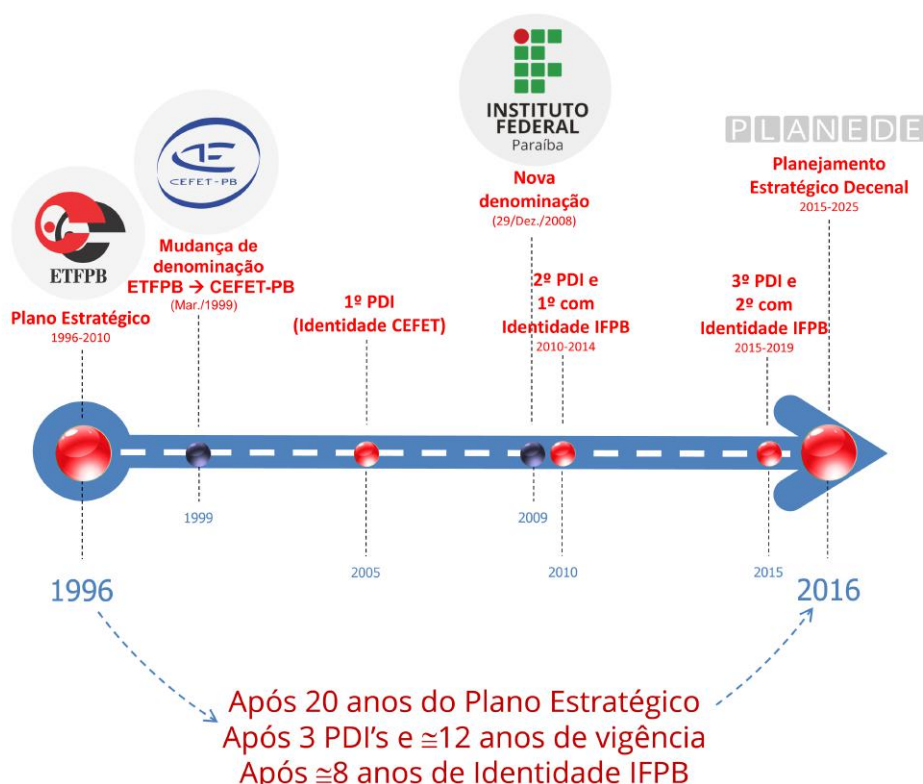 INSTITUTO
FEDERAL
Paraíba
CEFET-PB
ETFPB
PLANEDE
Planejamento
Estratégico Decenal
2015-2025
Nova
denominação
(29/Dez./2008)
Mudança de
denominação
ETFPB → CEFET-PB
(Mar./1999)
Plano Estratégico
1996-2010
1º PDI
(Identidade CEFET)
2º PDI e
1º com
Identidade IFPB
2010-2014
3º PDI e
2º com
Identidade IFPB
2015-2019
1999
2009
2005
2010
2015
1996
2016
Após 20 anos do Plano Estratégico
Após 3 PDI's e ≅12 anos de vigência
Após ≅8 anos de Identidade IFPB